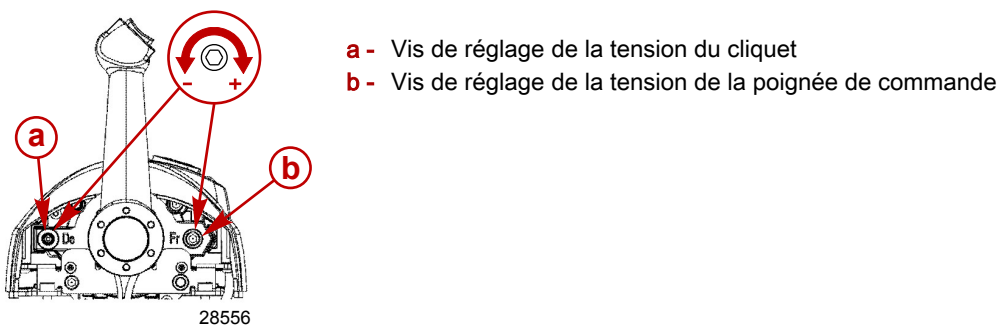 a - Vis de réglage de la tension du cliquet
b - Vis de réglage de la tension de la poignée de commande
- +
a
b
De Fr
28556